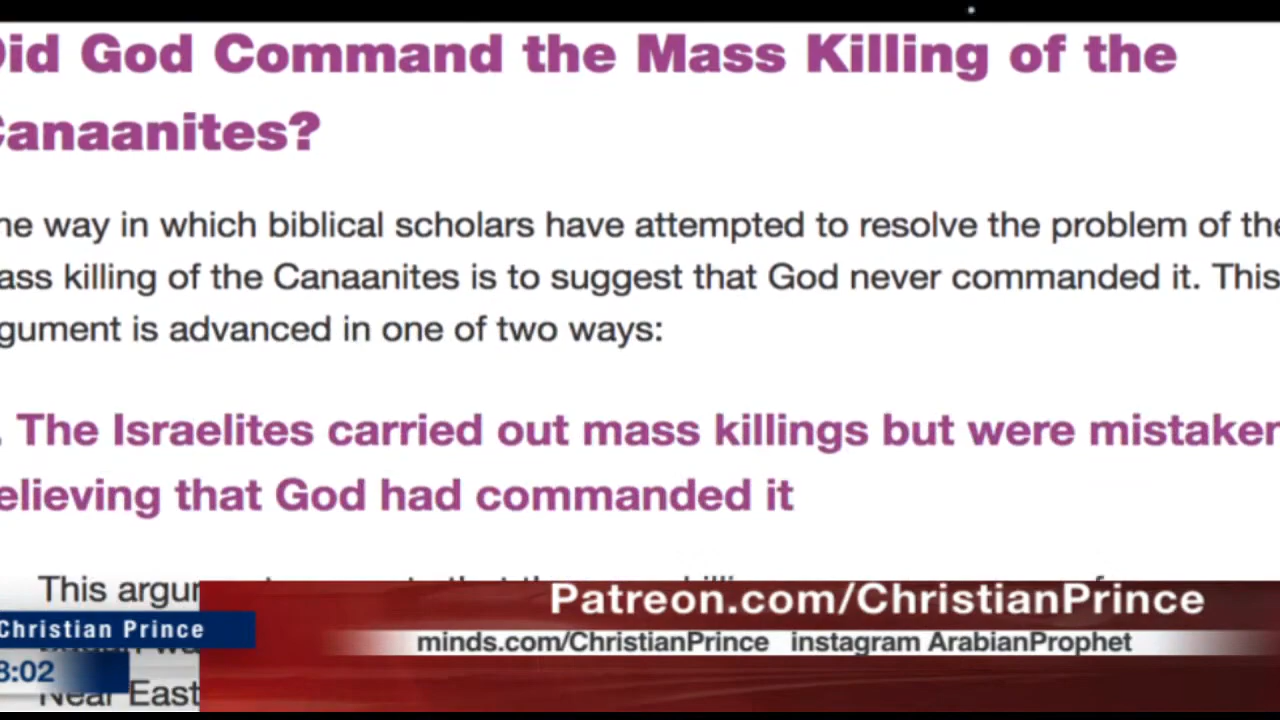 Did God Command the Mass Killing of the
Canaanites?
ne way in which biblical scholars have attempted to resolve the problem of the
ass killing of the Canaanites is to suggest that God never commanded it. This
gument is advanced in one of two ways:
. The Israelites carried out mass killings but were mistaken
elieving that God had commanded it
This argu
Patreon.com/ChristianPrince
Christian Prince
minds.com/ChristianPrince instagram ArabianProphet
8:02
Near East